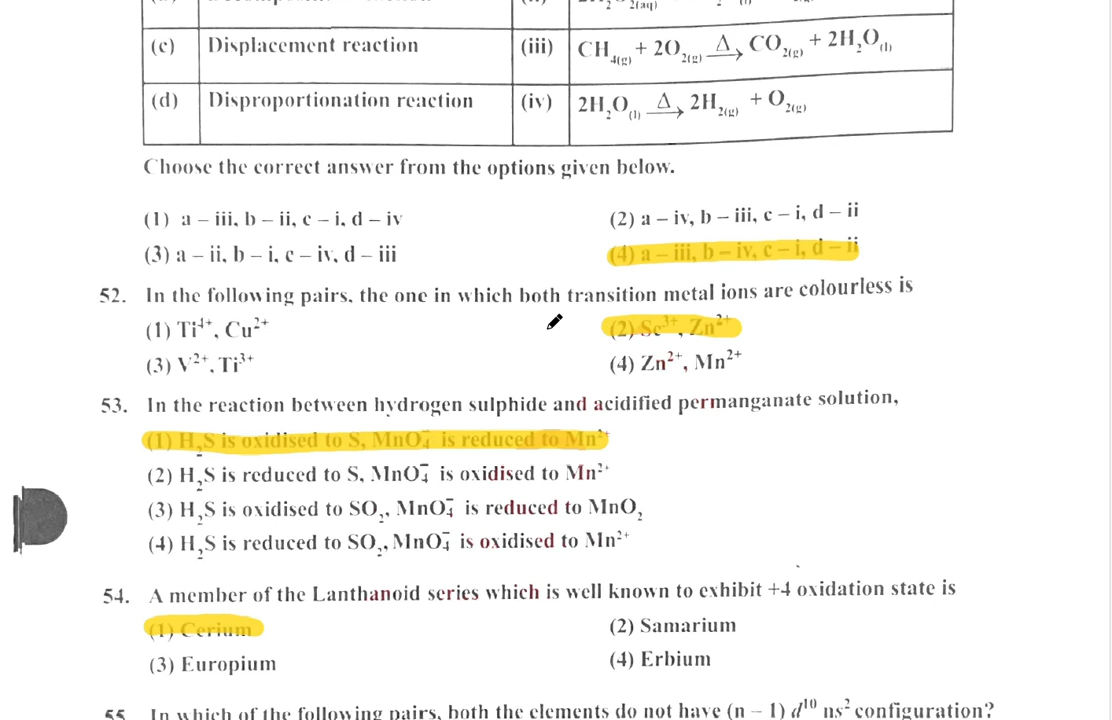 (c) Displacement reaction (iii) CH₄(g) + 2O₂(g) —Δ→ CO₂(g) + 2H₂O(l)
(d) Disproportionation reaction (iv) 2H₂O(l) —Δ→ 2H₂(g) + O₂(g)
Choose the correct answer from the options given below.
(1) a – iii, b – ii, c – i, d – iv (2) a – iv, b – iii, c – i, d – ii
(3) a – ii, b – i, c – iv, d – iii (4) a – iii, b – iv, c – i, d – ii
52. In the following pairs, the one in which both transition metal ions are colourless is
(1) Ti⁴⁺, Cu²⁺ (2) Sc³⁺, Zn²⁺
(3) V²⁺, Ti³⁺ (4) Zn²⁺, Mn²⁺
53. In the reaction between hydrogen sulphide and acidified permanganate solution,
(1) H₂S is oxidised to S, MnO₄⁻ is reduced to Mn²⁺
(2) H₂S is reduced to S, MnO₄⁻ is oxidised to Mn²⁺
(3) H₂S is oxidised to SO₂, MnO₄⁻ is reduced to MnO₂
(4) H₂S is reduced to SO₂, MnO₄⁻ is oxidised to Mn²⁺
54. A member of the Lanthanoid series which is well known to exhibit +4 oxidation state is
(1) Cerium (2) Samarium
(3) Europium (4) Erbium
55. In which of the following pairs, both the elements do not have (n – 1) d¹⁰ ns² configuration?